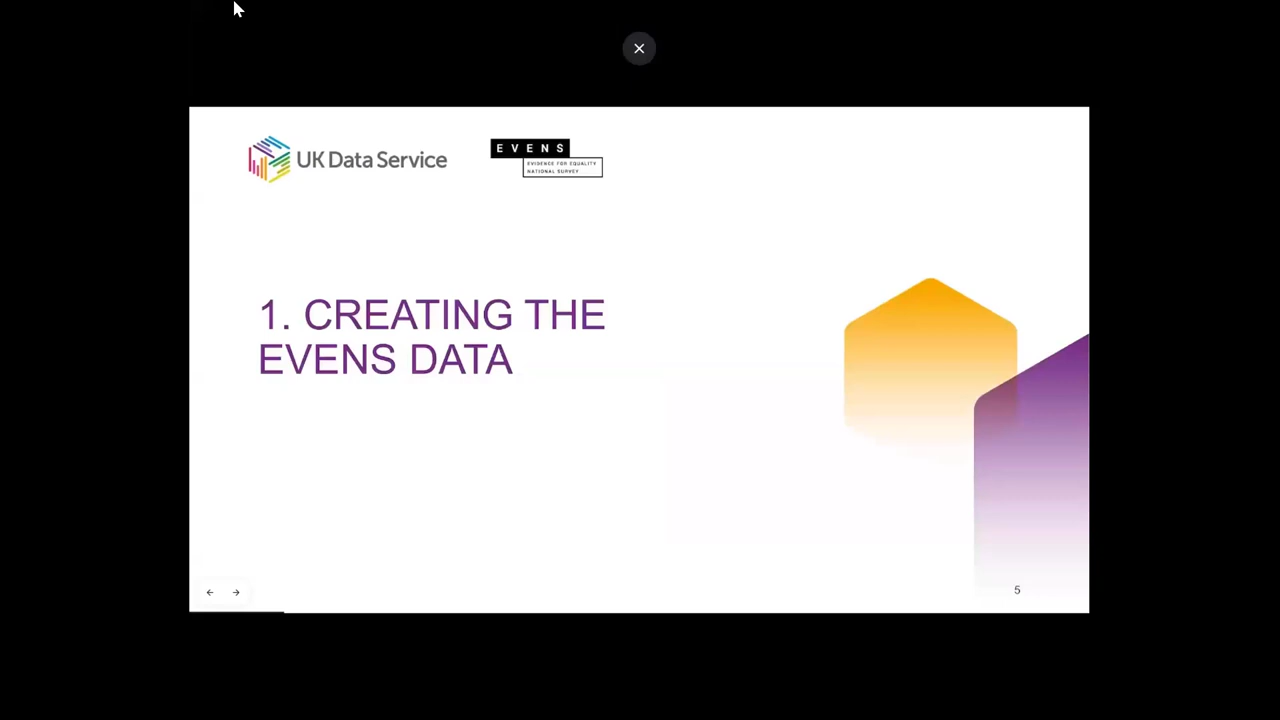 UK Data Service
EVENS
EVIDENCE FOR EQUALITY
NATIONAL SURVEY
1. CREATING THE
EVENS DATA
5